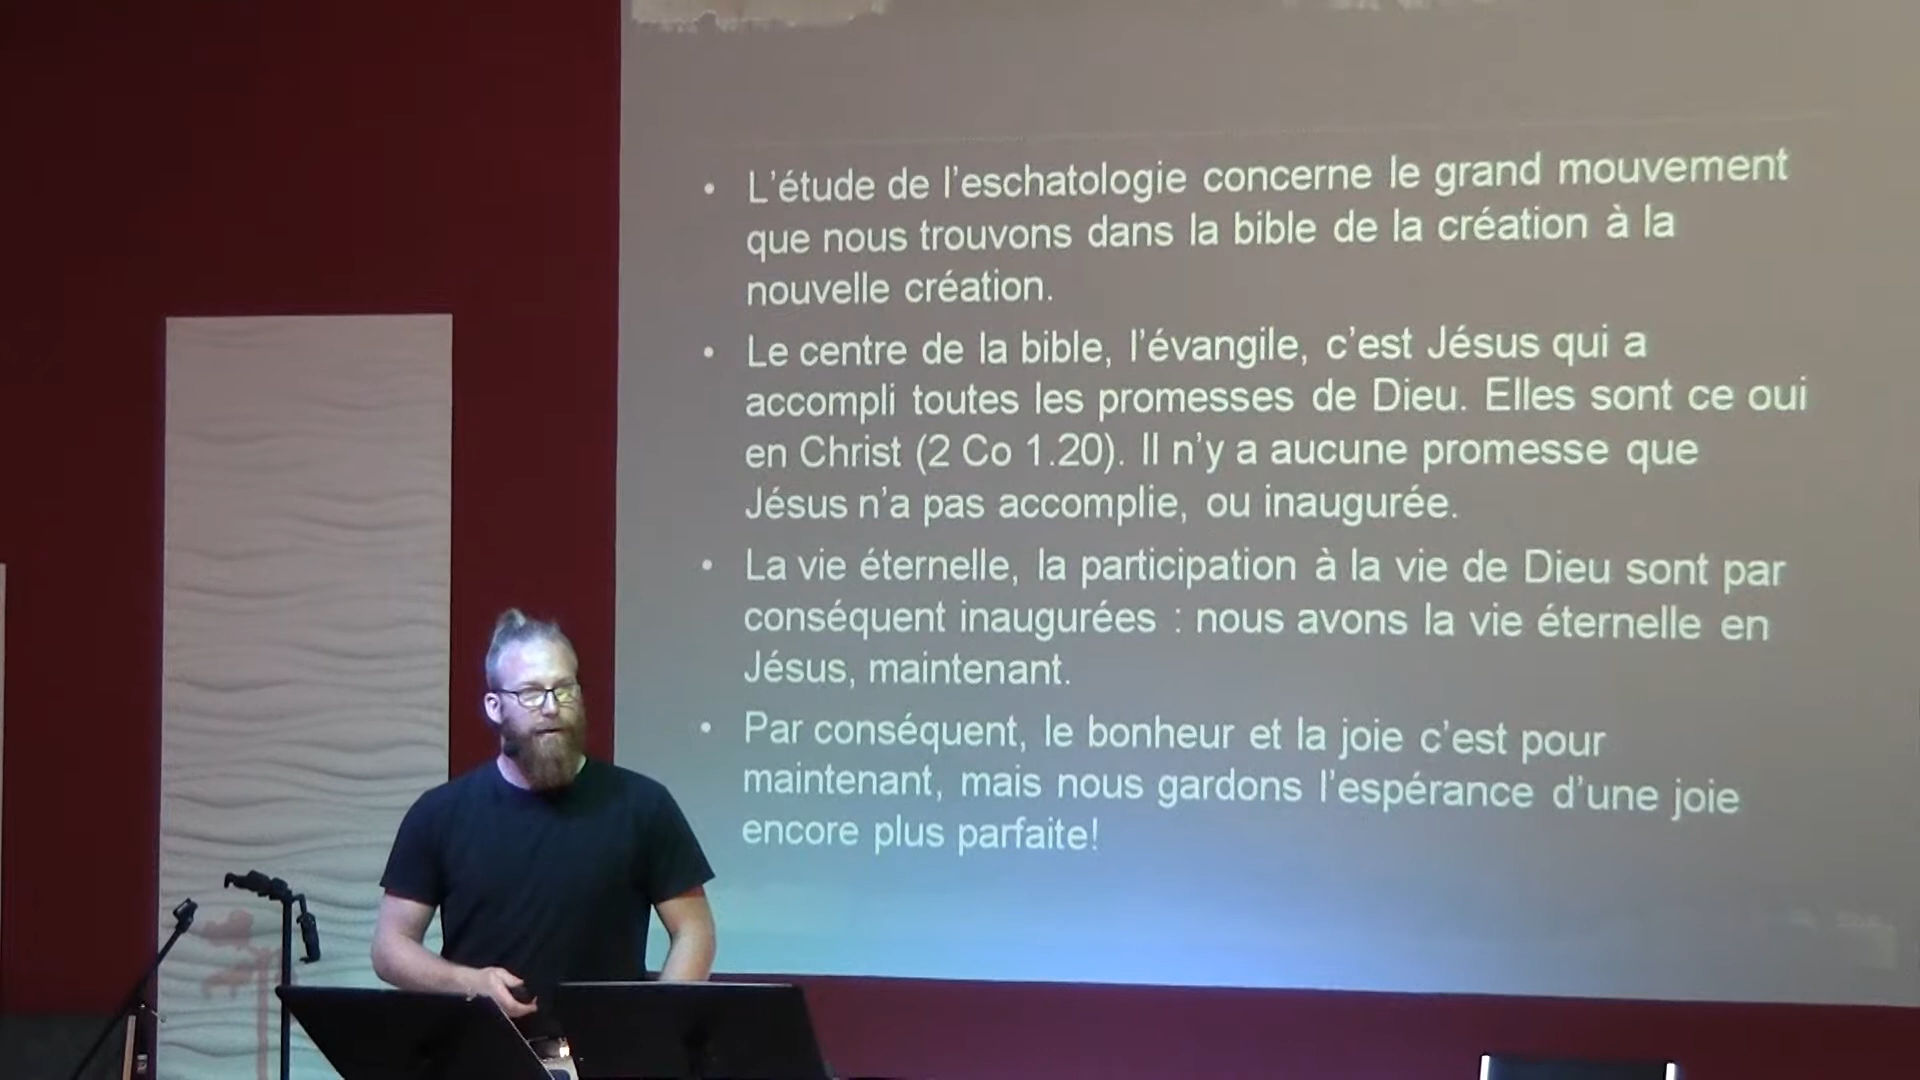 • L'étude de l'eschatologie concerne le grand mouvement
que nous trouvons dans la bible de la création à la
nouvelle création.
• Le centre de la bible, l'évangile, c'est Jésus qui a
accompli toutes les promesses de Dieu. Elles sont ce oui
en Christ (2 Co 1.20). Il n'y a aucune promesse que
Jésus n'a pas accomplie, ou inaugurée.
• La vie éternelle, la participation à la vie de Dieu sont par
conséquent inaugurées : nous avons la vie éternelle en
Jésus, maintenant.
• Par conséquent, le bonheur et la joie c'est pour
maintenant, mais nous gardons l'espérance d'une joie
encore plus parfaite!